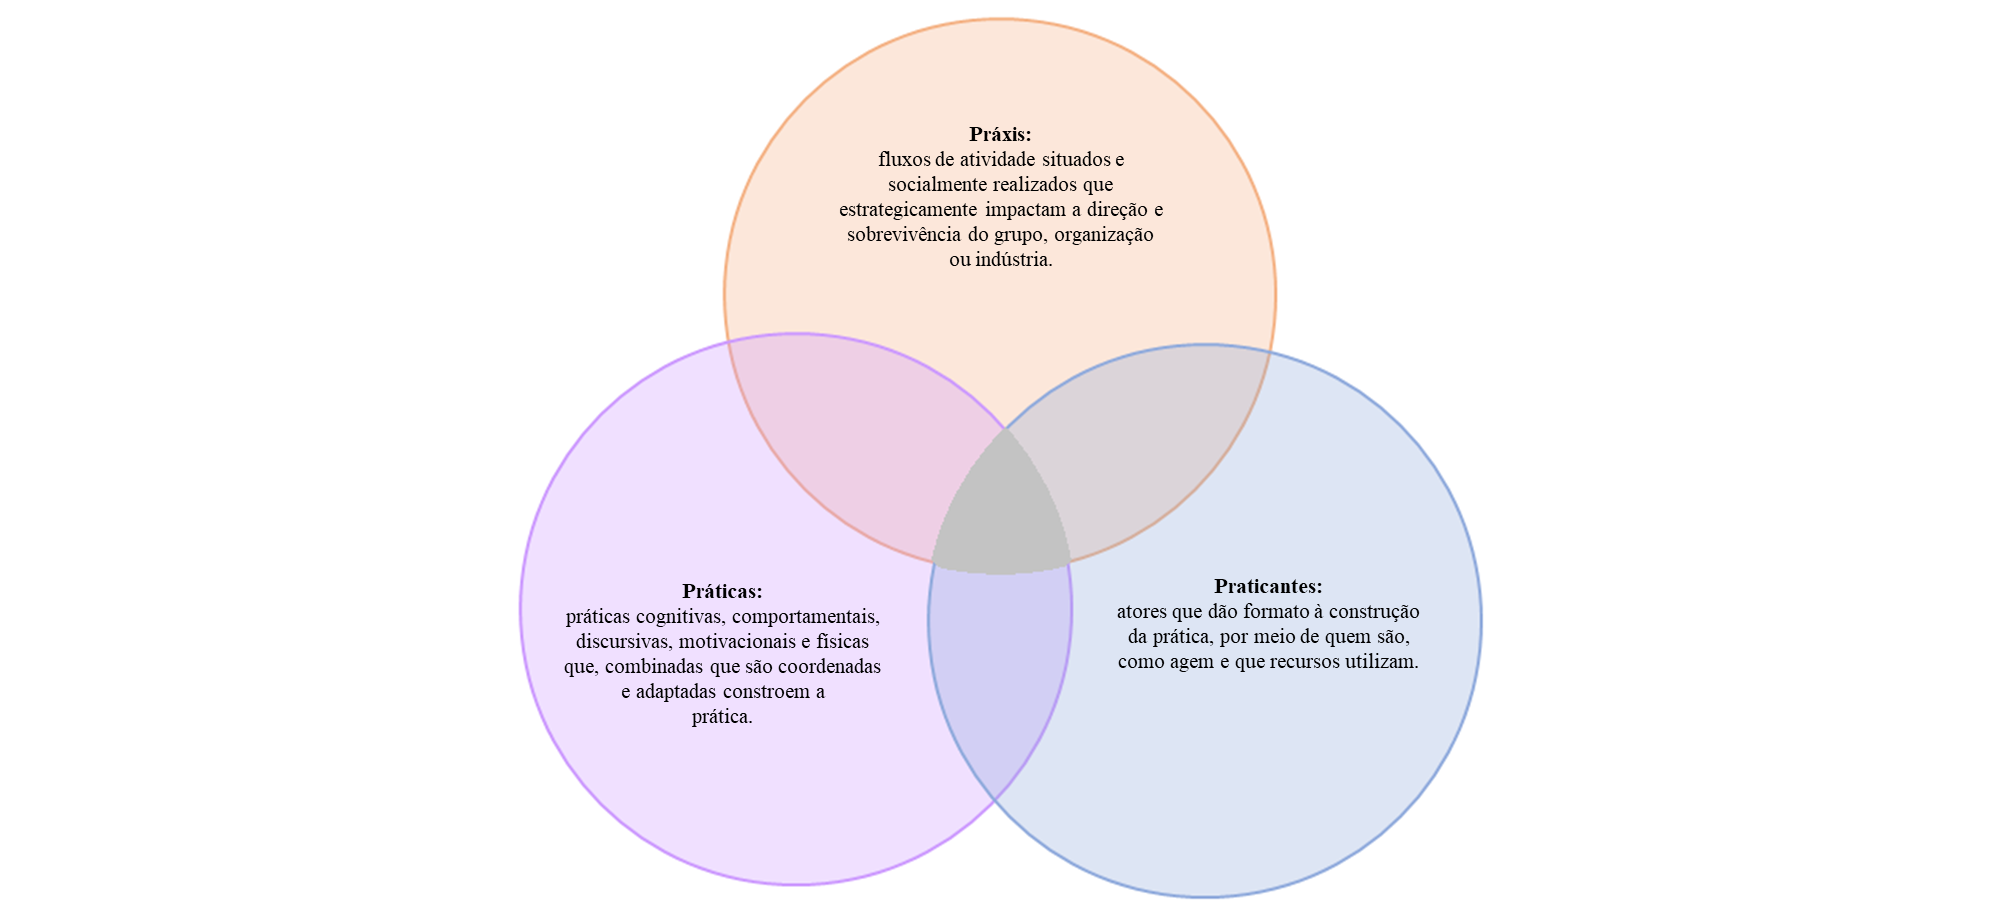 Práxis:
fluxos de atividade situados e
socialmente realizados que
estrategicamente impactam a direção e
sobrevivência do grupo, organização
ou indústria.
Práticas:
práticas cognitivas, comportamentais,
discursivas, motivacionais e físicas
que, combinadas que são coordenadas
e adaptadas constroem a
prática.
Praticantes:
atores que dão formato à construção
da prática, por meio de quem são,
como agem e que recursos utilizam.